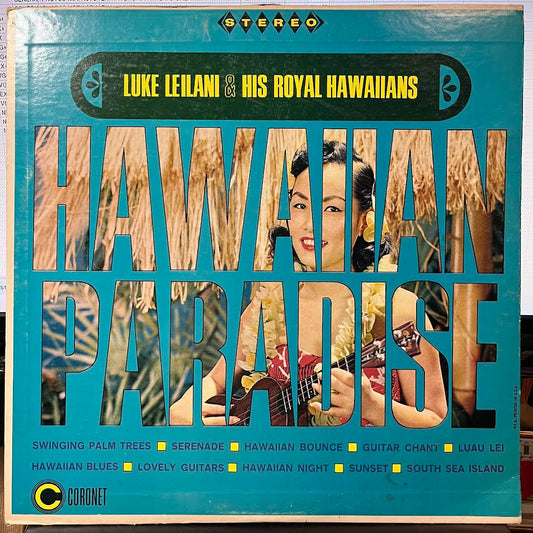 STEREO
LUKE LEILANI & HIS ROYAL HAWAIIANS
HAWAIIAN
PARADISE
SWINGING PALM TREES ■ SERENADE ■ HAWAIIAN BOUNCE ■ GUITAR CHANT ■ LUAU LEI
HAWAIIAN BLUES ■ LOVELY GUITARS ■ HAWAIIAN NIGHT ■ SUNSET ■ SOUTH SEA ISLAND
C CORONET